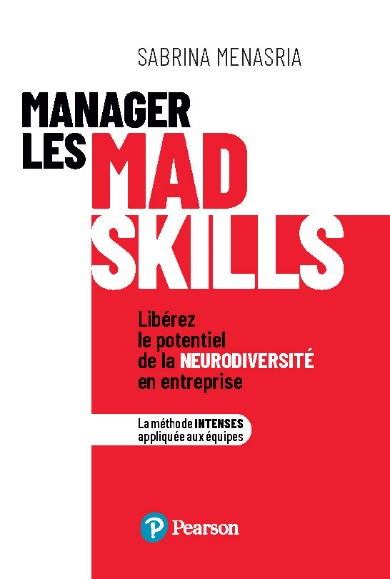 SABRINA MENASRIA
MANAGER
LES MAD
SKILLS
Libérez
le potentiel
de la NEURODIVERSITÉ
en entreprise
La méthode INTENSES
appliquée aux équipes
P Pearson